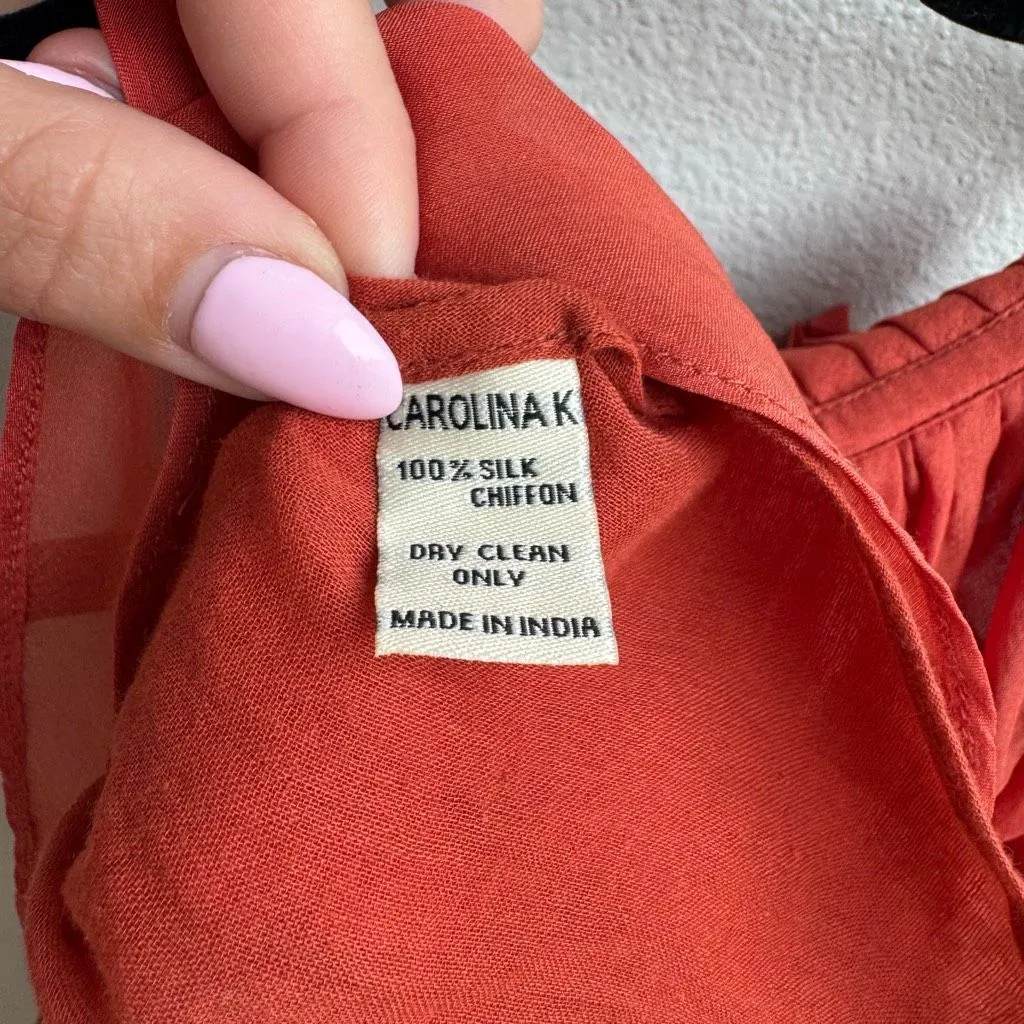 CAROLINA K
100% SILK
CHIFFON
DRY CLEAN
ONLY
MADE IN INDIA